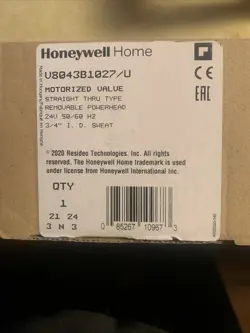 Honeywell Home
V8043B1027/U
MOTORIZED VALVE
STRAIGHT THRU TYPE
REMOVABLE POWERHEAD
24V 50/60 HZ
3/4" I. D. SWEAT
©2020 Resideo Technologies, Inc. All
rights reserved. The Honeywell Home trademark is used
under license from Honeywell International Inc.
QTY
1
21 24
3 N 3
0 85267 10967 3
CE
EAC